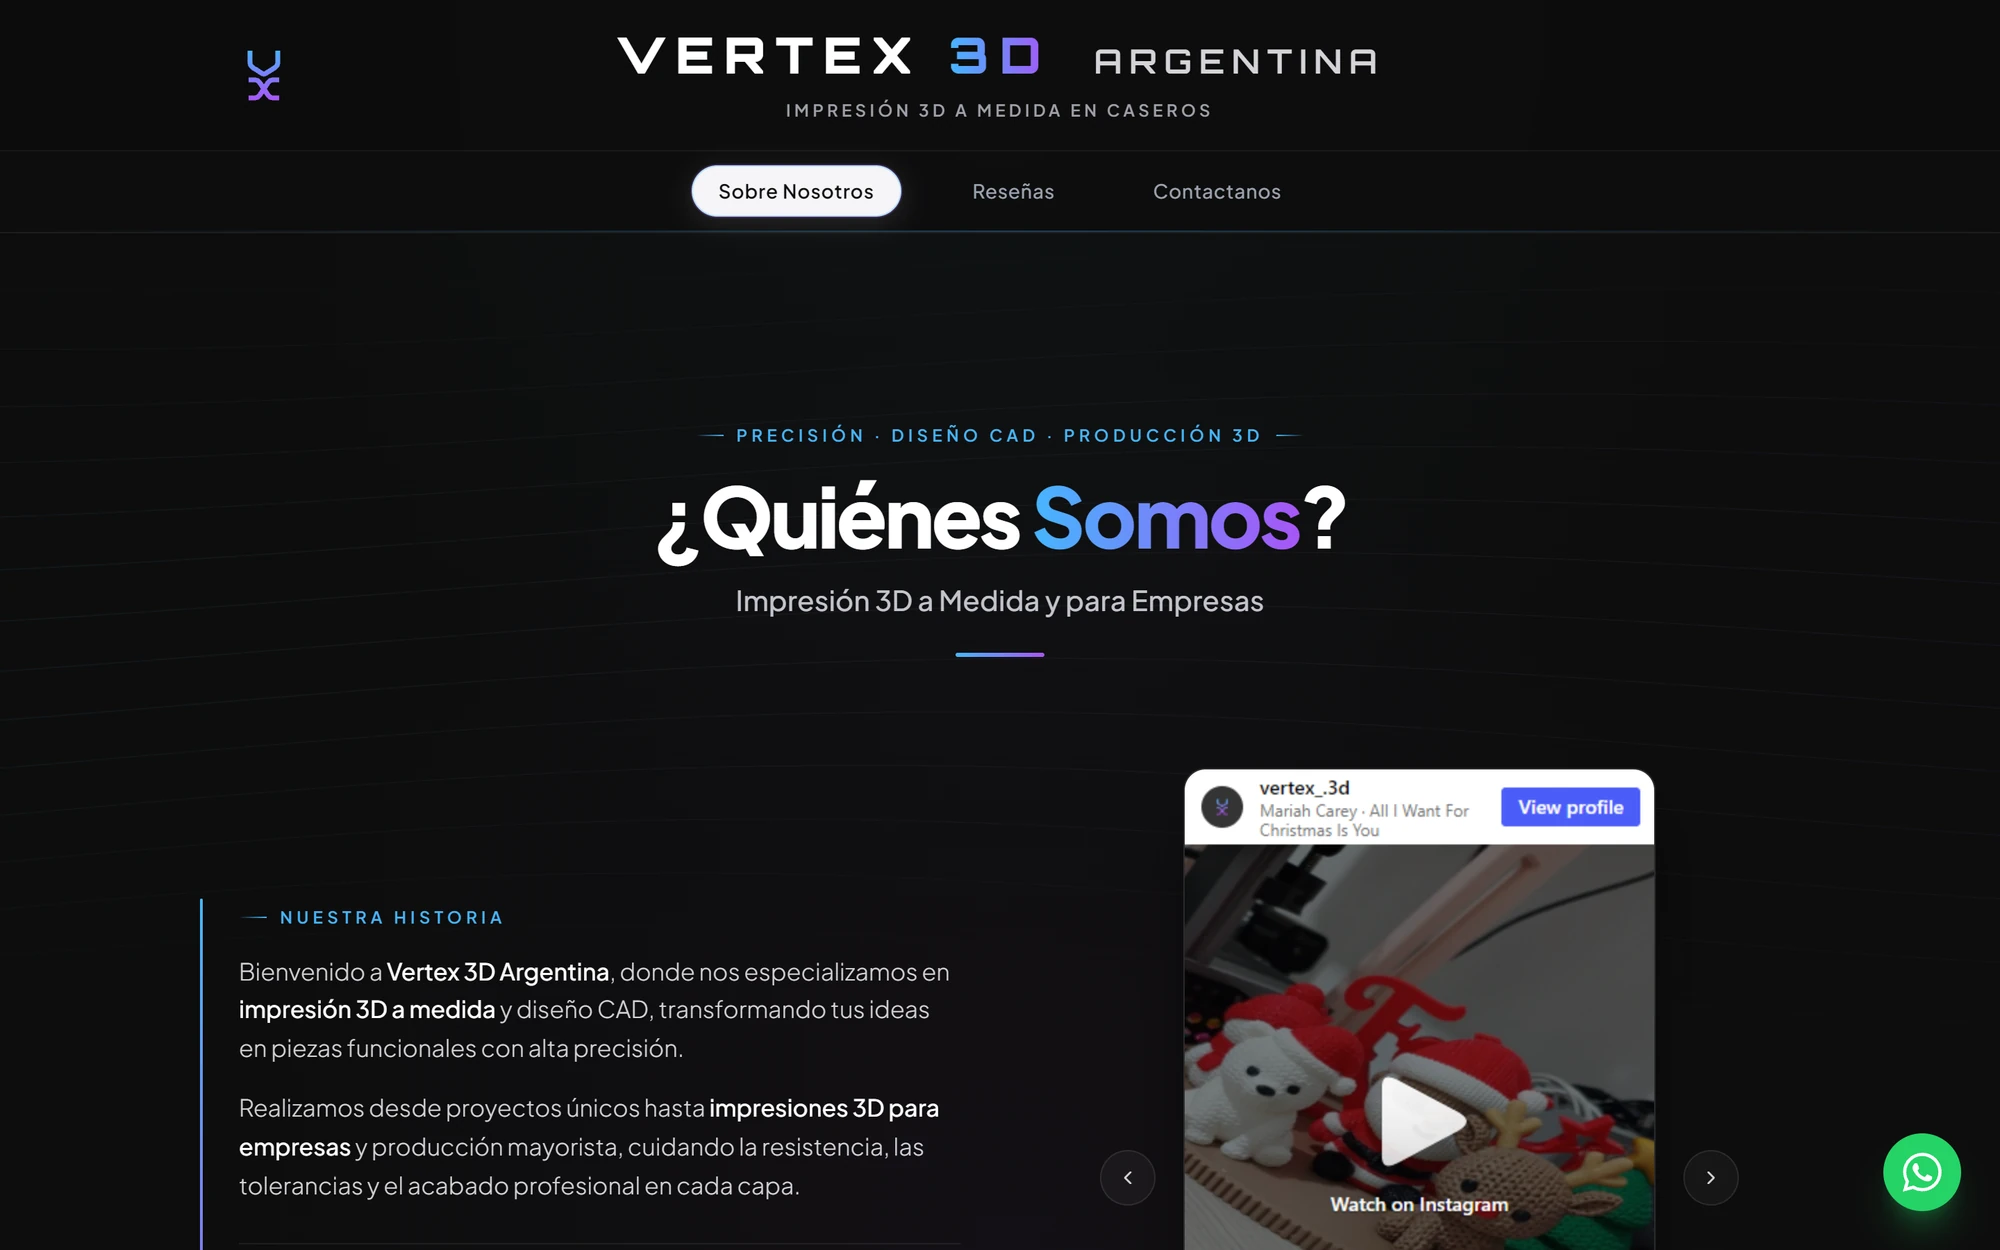 VERTEX 3D ARGENTINA
IMPRESIÓN 3D A MEDIDA EN CASEROS
Sobre Nosotros
Reseñas
Contactanos
PRECISIÓN · DISEÑO CAD · PRODUCCIÓN 3D
¿Quiénes Somos?
Impresión 3D a Medida y para Empresas
NUESTRA HISTORIA
Bienvenido a Vertex 3D Argentina, donde nos especializamos en
impresión 3D a medida y diseño CAD, transformando tus ideas
en piezas funcionales con alta precisión.
Realizamos desde proyectos únicos hasta impresiones 3D para
empresas y producción mayorista, cuidando la resistencia, las
tolerancias y el acabado profesional en cada capa.
vertex_.3d
Mariah Carey · All I Want For
Christmas Is You
View profile
Watch on Instagram